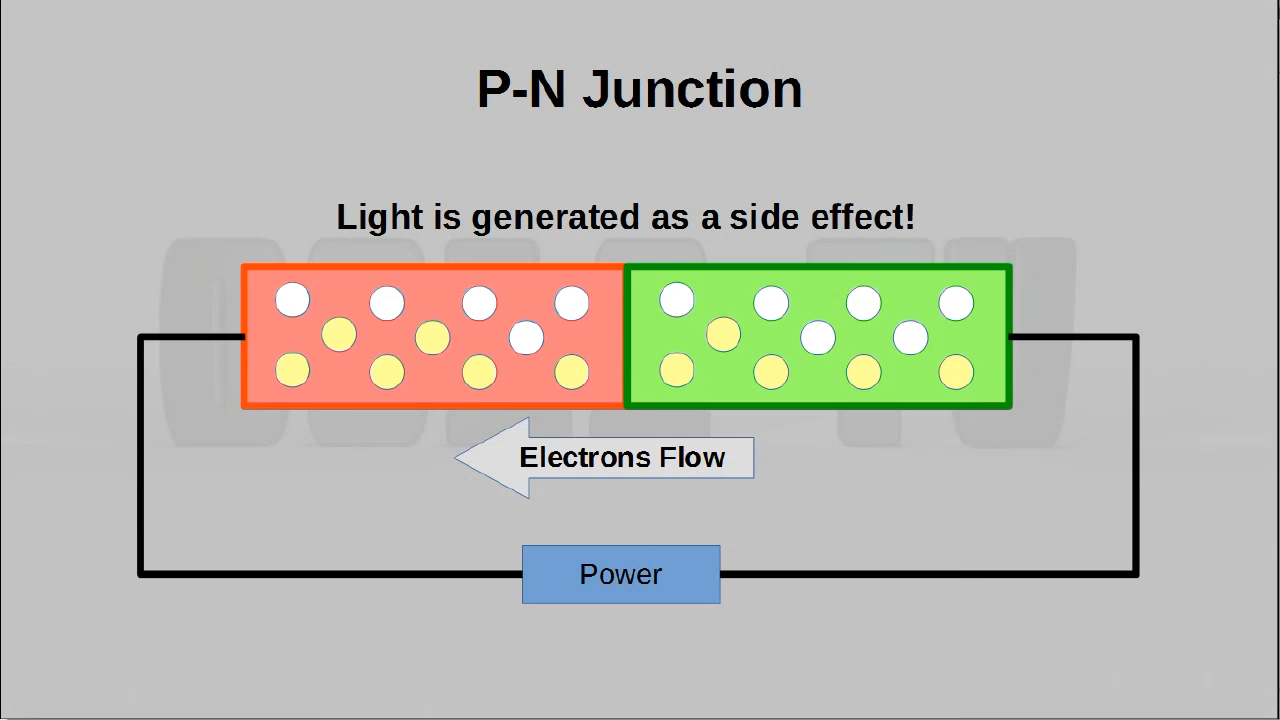 P-N Junction
Light is generated as a side effect!
Electrons Flow
Power